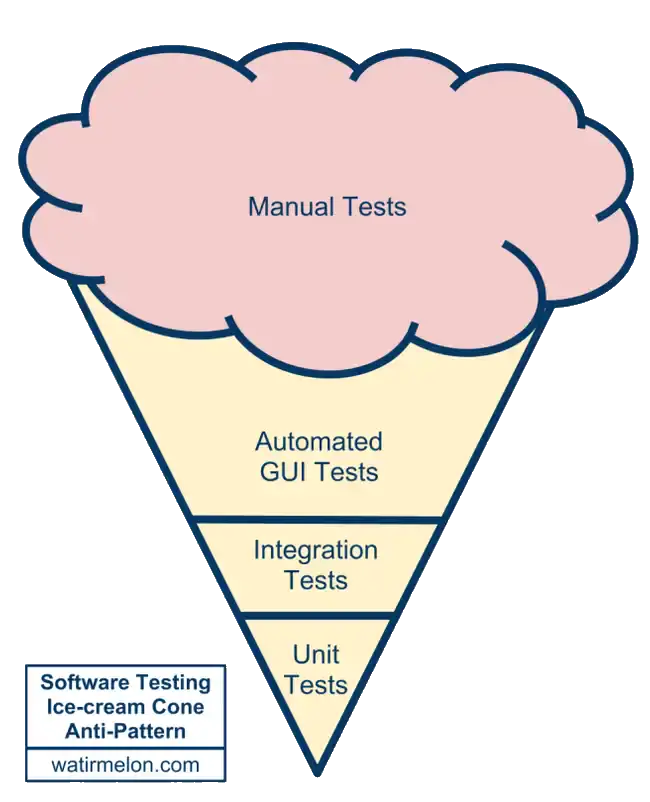 Manual Tests
Automated
GUI Tests
Integration
Tests
Unit
Tests
Software Testing
Ice-cream Cone
Anti-Pattern
watirmelon.com